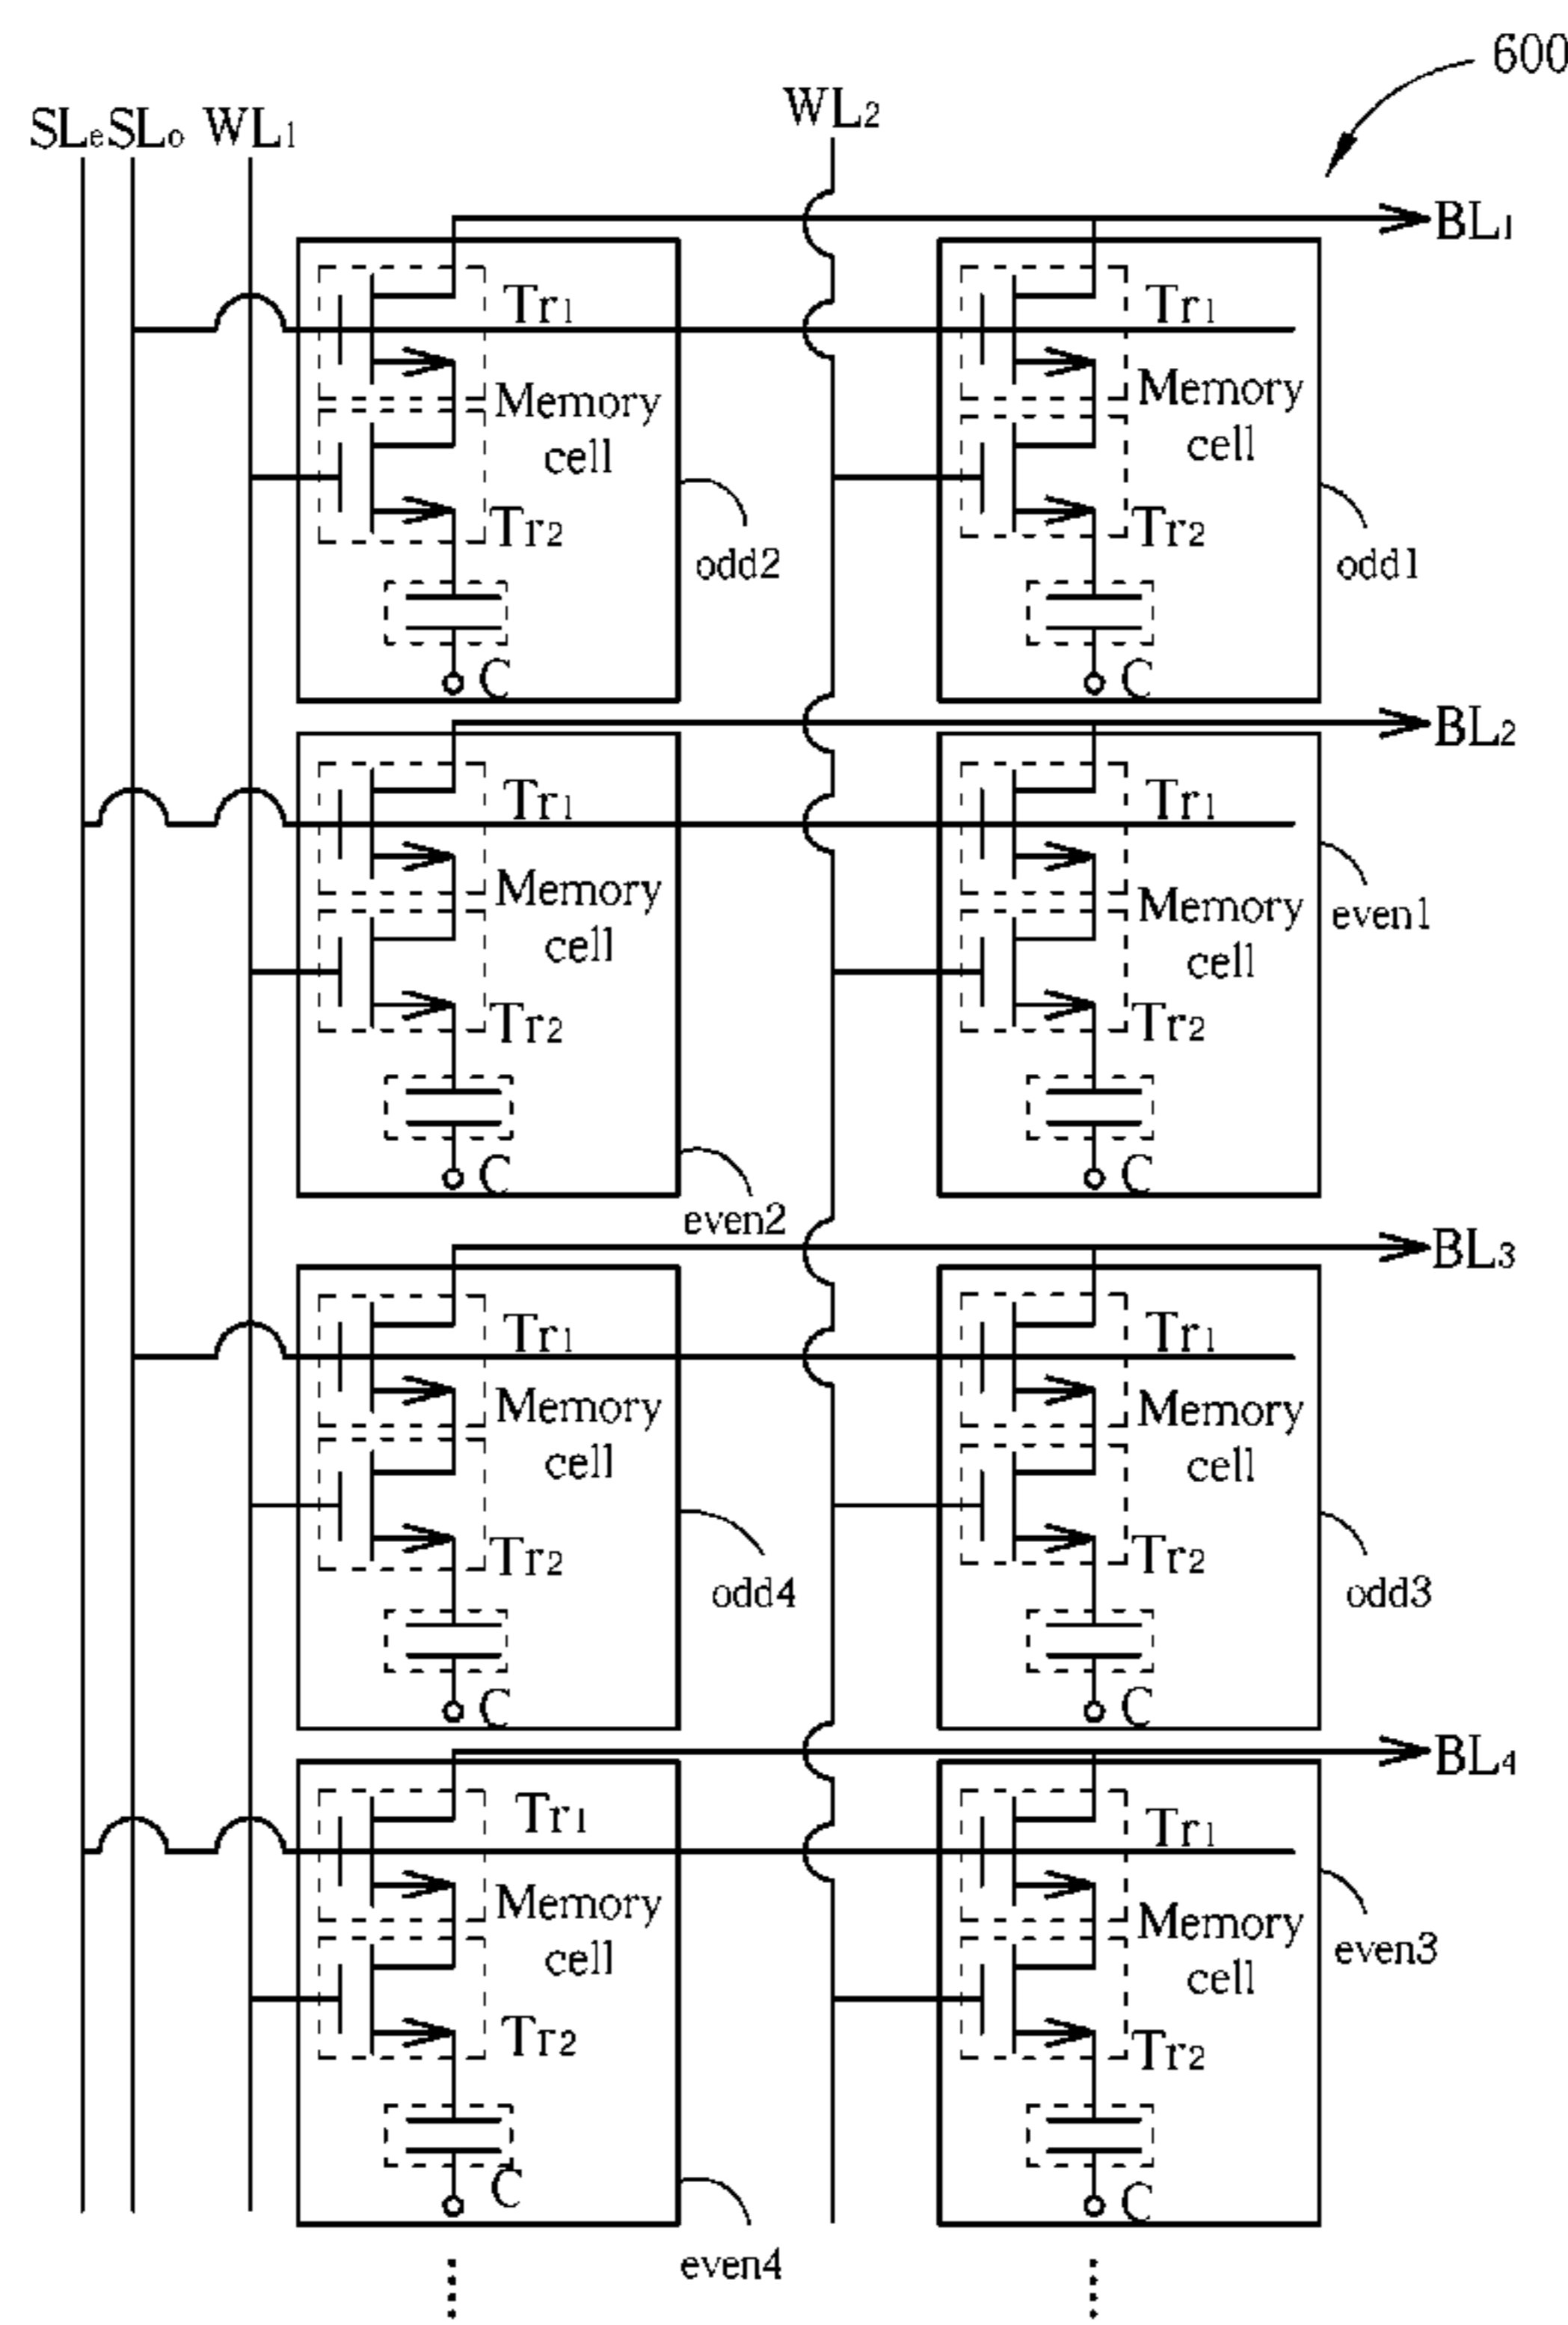 600
SLe SLo WL1 WL2
BL1
Tr1 Tr1
Memory cell Memory cell
Tr2 Tr2
odd2 odd1
C C
BL2
Tr1 Tr1
Memory cell Memory cell
even1
Tr2 Tr2
C C
even2
BL3
Tr1 Tr1
Memory cell Memory cell
Tr2 Tr2
odd4 odd3
C C
BL4
Tr1 Tr1
Memory cell Memory cell
even3
Tr2 Tr2
C C
even4